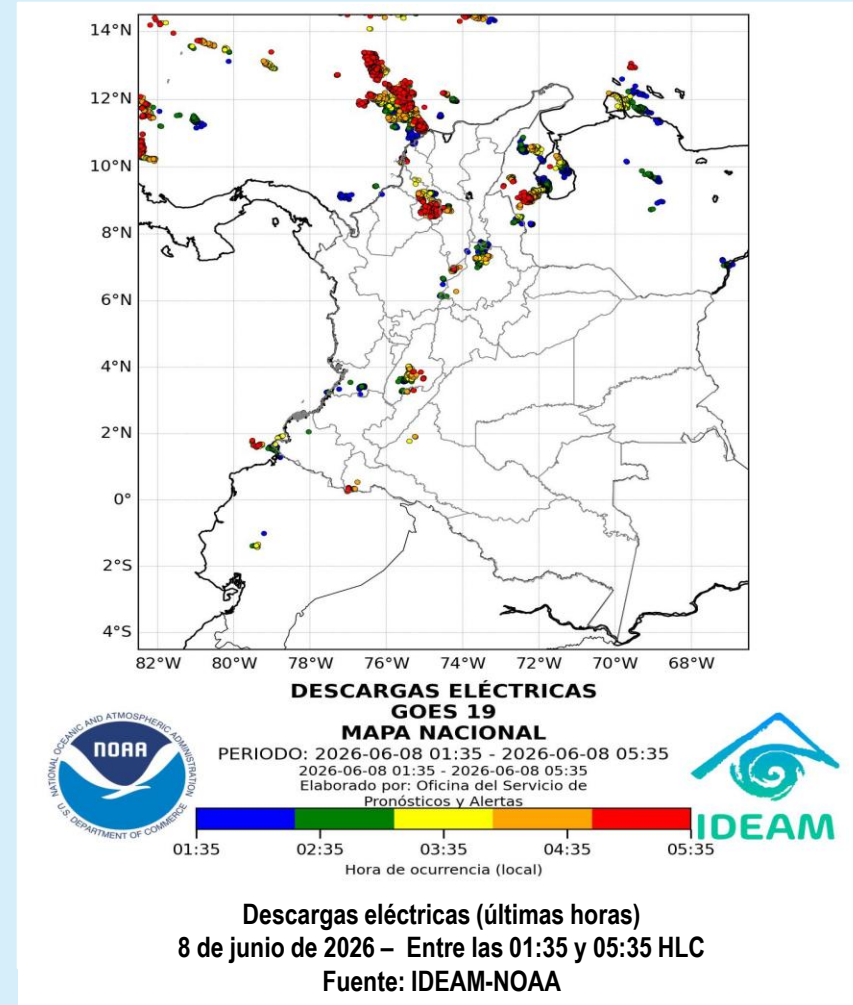 14°N
12°N
10°N
8°N
6°N
4°N
2°N
0°
2°S
4°S
82°W 80°W 78°W 76°W 74°W 72°W 70°W 68°W
DESCARGAS ELÉCTRICAS
GOES 19
MAPA NACIONAL
PERIODO: 2026-06-08 01:35 - 2026-06-08 05:35
2026-06-08 01:35 - 2026-06-08 05:35
Elaborado por: Oficina del Servicio de
Pronósticos y Alertas
NATIONAL OCEANIC AND ATMOSPHERIC ADMINISTRATION
NOAA
U.S. DEPARTMENT OF COMMERCE
IDEAM
01:35 02:35 03:35 04:35 05:35
Hora de ocurrencia (local)
Descargas eléctricas (últimas horas)
8 de junio de 2026 – Entre las 01:35 y 05:35 HLC
Fuente: IDEAM-NOAA